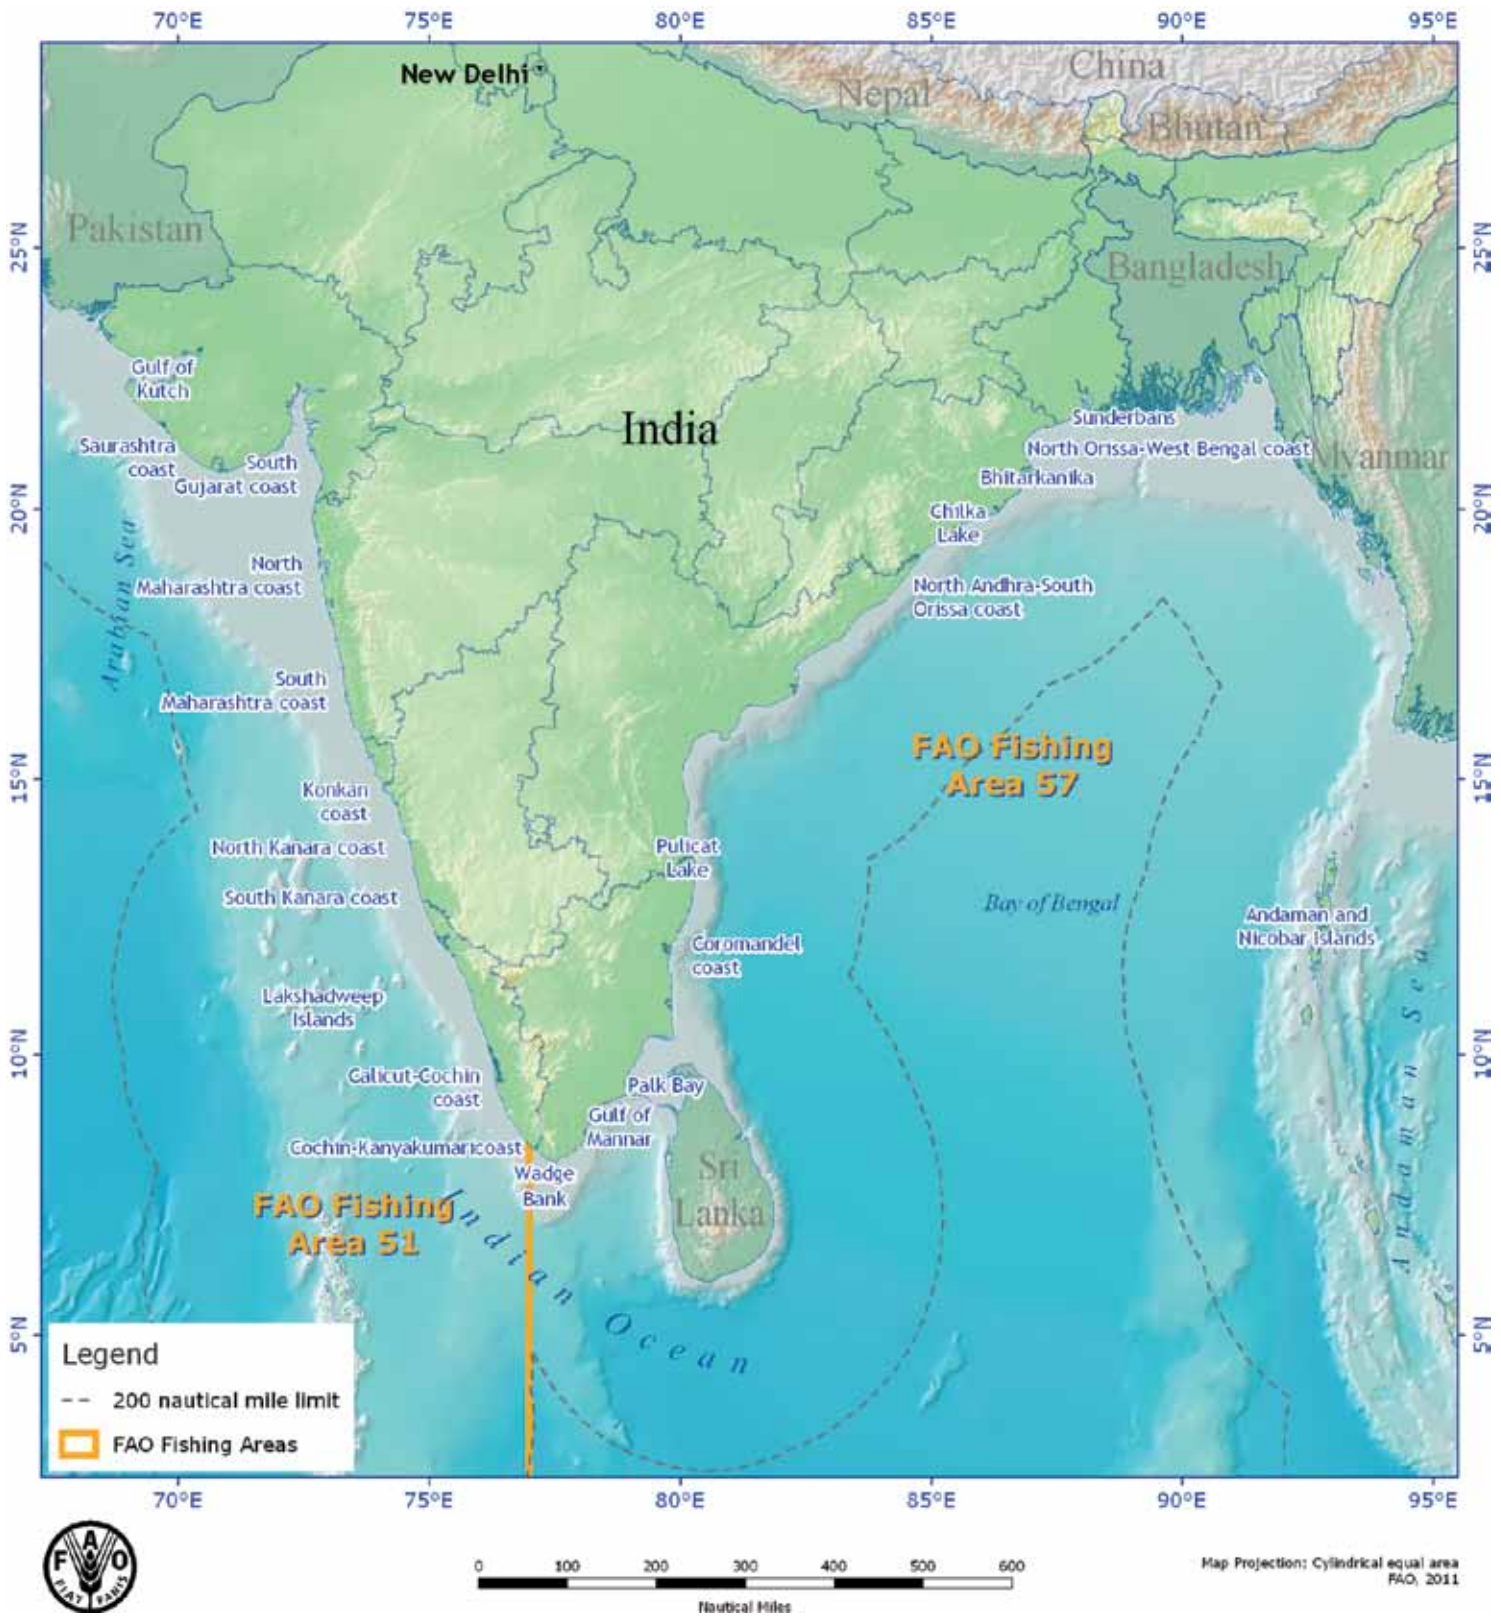 70°E 75°E 80°E 85°E 90°E 95°E
New Delhi
China
Nepal
Bhutan
Pakistan
25°N
25°N
Bangladesh
Gulf of
Kutch
India
Sunderbans
Saurashtra
coast
South
Gujarat coast
North Orissa-West Bengal coast
Myanmar
Bhitarkanika
20°N
20°N
Chilka
Lake
Arabian Sea
North
Maharashtra coast
North Andhra-South
Orissa coast
South
Maharashtra coast
FAO Fishing
Area 57
15°N
15°N
Konkan
coast
North Kanara coast
Pulicat
Lake
South Kanara coast
Bay of Bengal
Andaman and
Nicobar islands
Coromandel
coast
Andaman Sea
Lakshadweep
Islands
10°N
10°N
Calicut-Cochin
coast
Palk Bay
Gulf of
Mannar
Cochin-Kanyakumari coast
Wadge
Bank
Sri
Lanka
FAO Fishing
Area 51
Indian Ocean
5°N
5°N
Legend
200 nautical mile limit
FAO Fishing Areas
70°E 75°E 80°E 85°E 90°E 95°E
F A O
FIAT PANIS
0 100 200 300 400 500 600
Nautical Miles
Map Projection: Cylindrical equal area
FAO, 2011